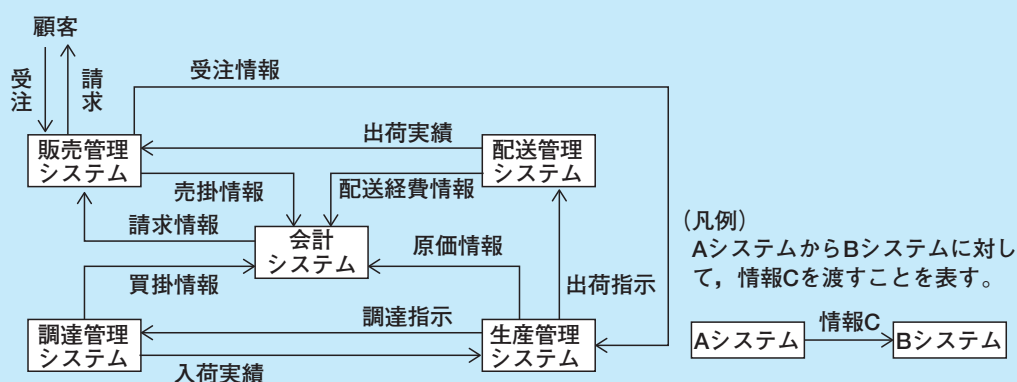 顧客
受注
請求
受注情報
販売管理
システム
出荷実績
配送管理
システム
売掛情報
配送経費情報
請求情報
会計
システム
原価情報
買掛情報
出荷指示
調達管理
システム
調達指示
生産管理
システム
入荷実績
(凡例)
AシステムからBシステムに対し
て，情報Cを渡すことを表す。
Aシステム
情報C
Bシステム